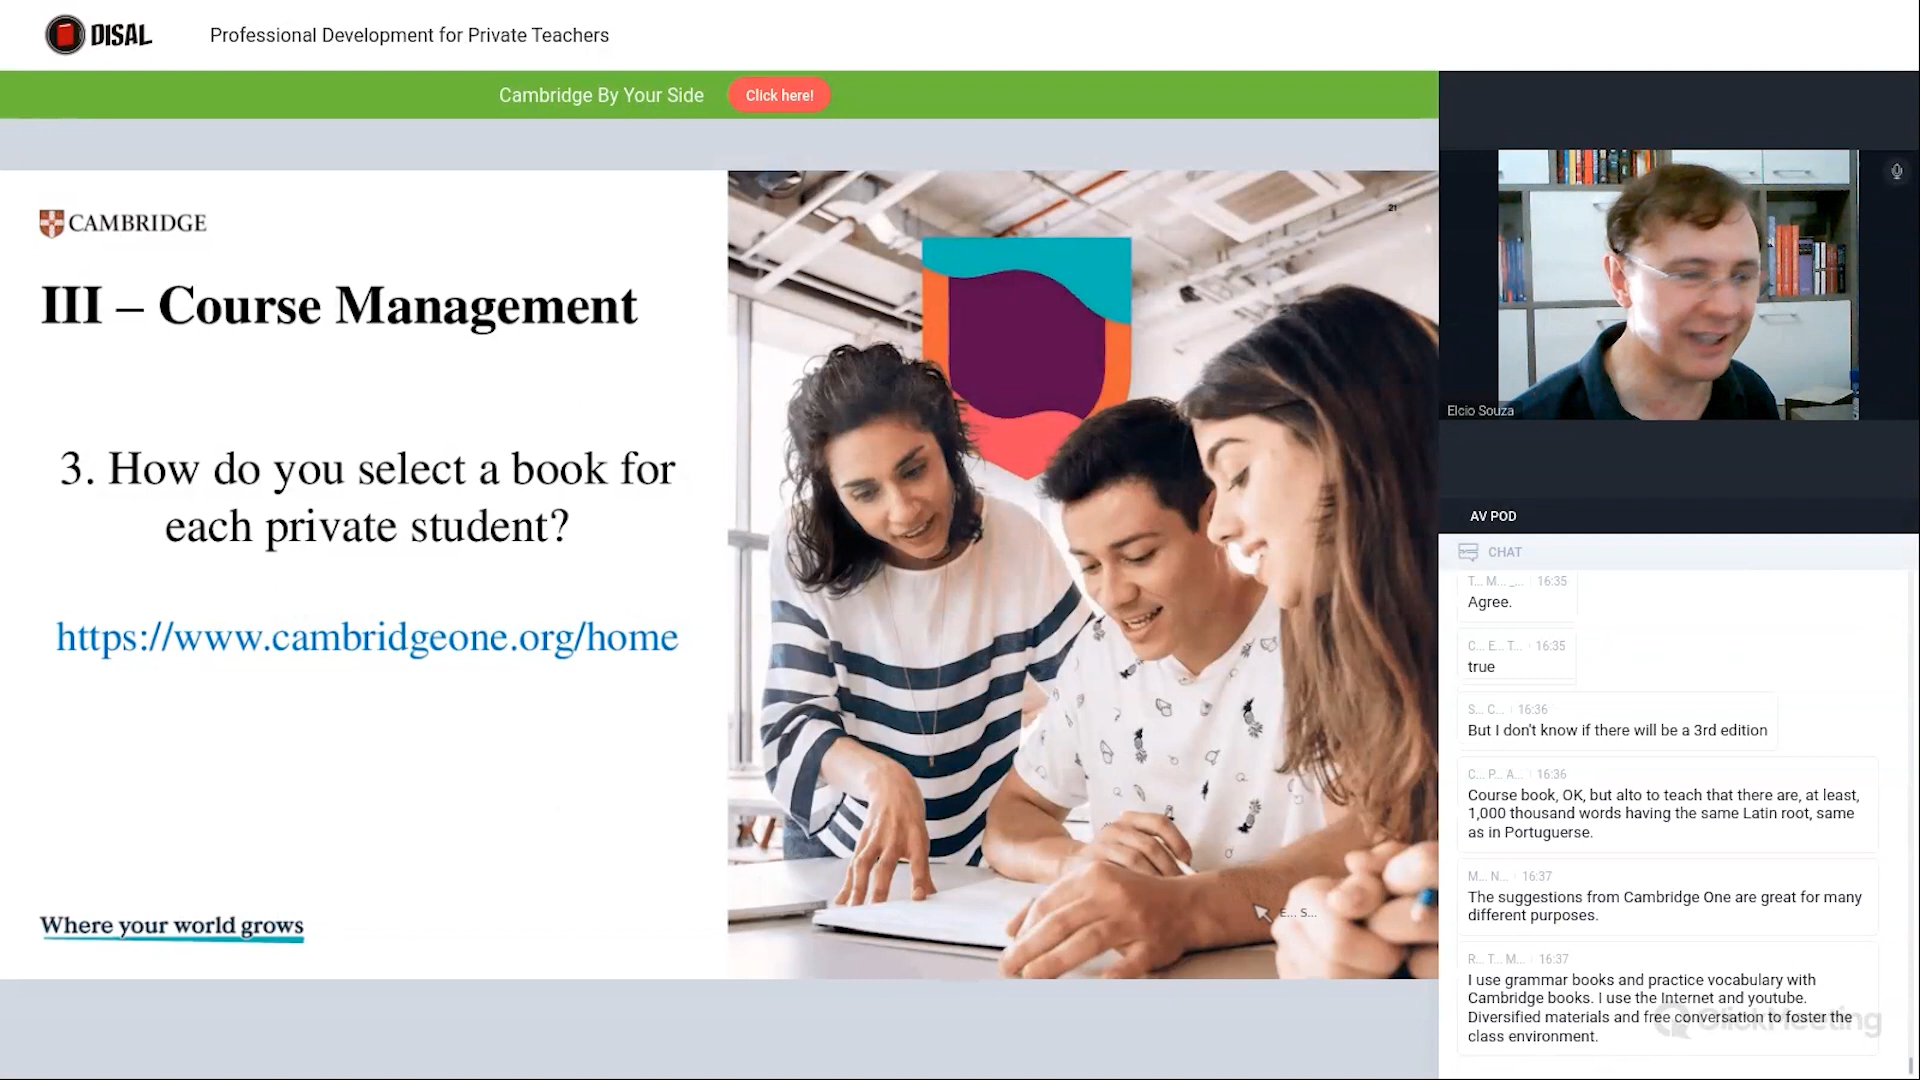 DISAL
Professional Development for Private Teachers
Cambridge By Your Side
Click here!
CAMBRIDGE
21
III – Course Management
3. How do you select a book for
each private student?
https://www.cambridgeone.org/home
Where your world grows
E... S...
Elcio Souza
AV POD
CHAT
T... M... _... 16:35
Agree.
C... E... T... 16:35
true
S... C... 16:36
But I don't know if there will be a 3rd edition
C... P... A... 16:36
Course book, OK, but alto to teach that there are, at least,
1,000 thousand words having the same Latin root, same
as in Portuguerse.
M... N... 16:37
The suggestions from Cambridge One are great for many
different purposes.
R... T... M... 16:37
I use grammar books and practice vocabulary with
Cambridge books. I use the Internet and youtube.
Diversified materials and free conversation to foster the
class environment.
ClickMeeting